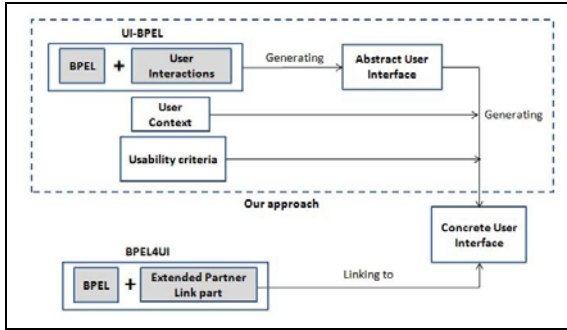 UI-BPEL
BPEL
+
User
Interactions
Generating
Abstract User
Interface
User
Context
Generating
Usability criteria
Our approach
Concrete User
Interface
BPEL4UI
BPEL
+
Extended Partner
Link part
Linking to